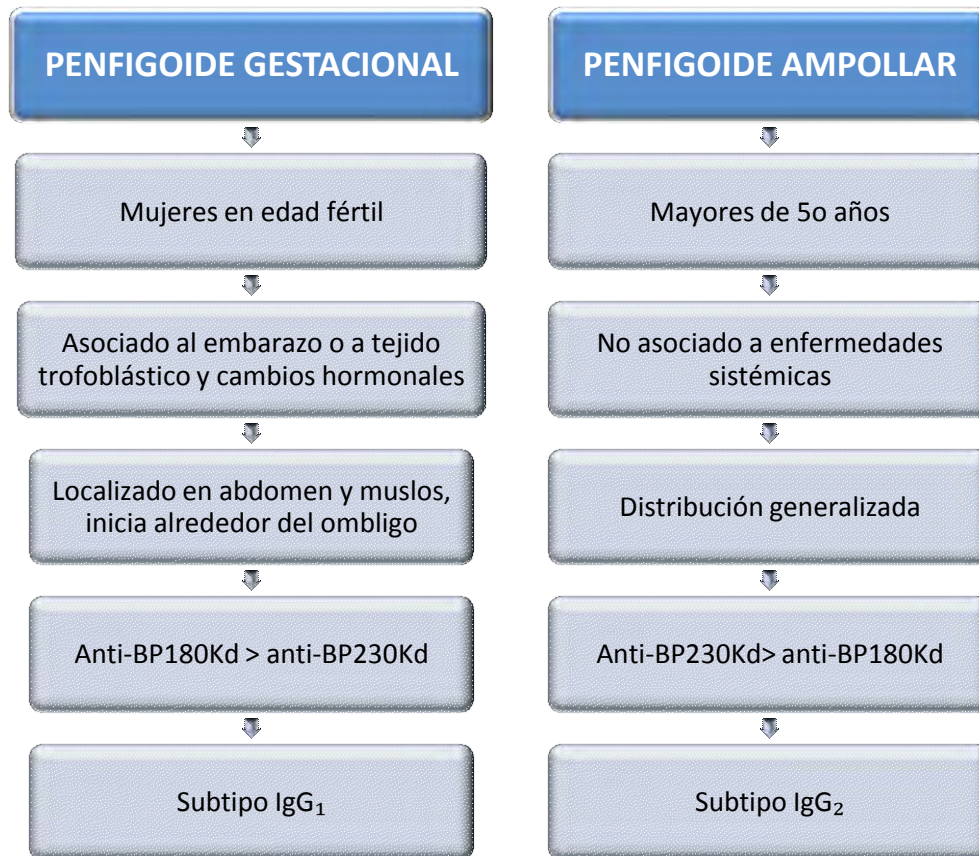 PENFIGOIDE GESTACIONAL
Mujeres en edad fértil
Asociado al embarazo o a tejido
trofoblástico y cambios hormonales
Localizado en abdomen y muslos,
inicia alrededor del ombligo
Anti-BP180Kd > anti-BP230Kd
Subtipo IgG₁
PENFIGOIDE AMPOLLAR
Mayores de 5o años
No asociado a enfermedades
sistémicas
Distribución generalizada
Anti-BP230Kd> anti-BP180Kd
Subtipo IgG₂